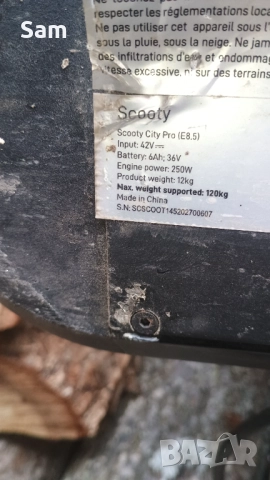 Sam
respecter les réglementations loca
Ne pas utiliser cet appareil sous l'
sous la pluie, sous la neige. Ne jam
des infiltrations d'eau et endommag
vitesse excessive, ni sur des terrains
Scooty
Scooty City Pro (E8.5)
Input: 42V⎓
Battery: 6Ah; 36V
Engine power: 250W
Product weight: 12kg
Max. weight supported: 120kg
Made in China
S.N: SCSCOOT145202700607
BAZAR